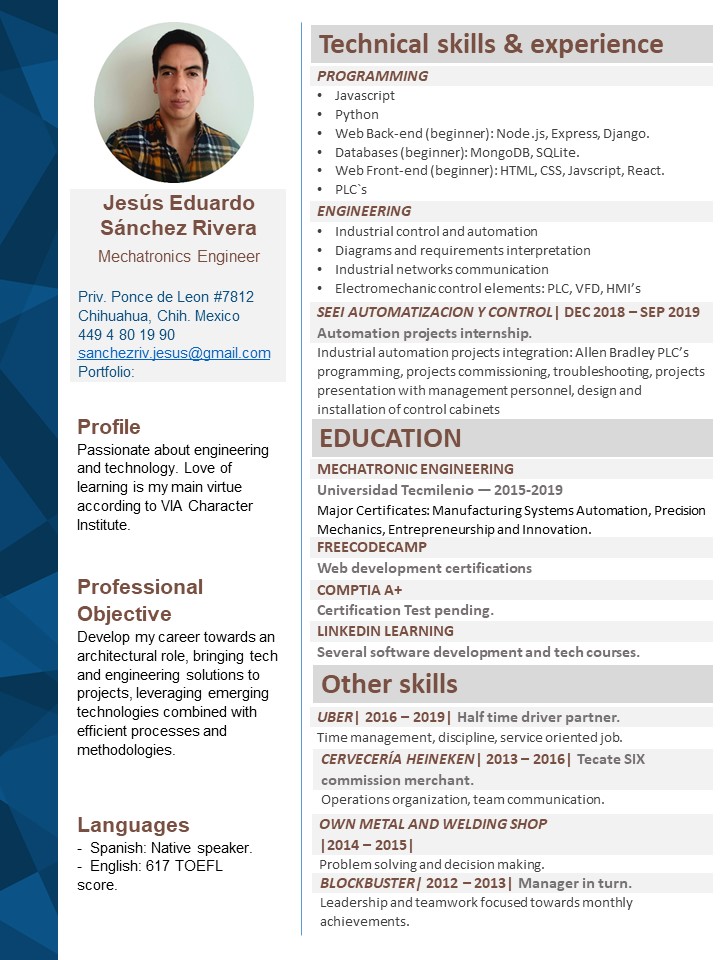 Jesús Eduardo
Sánchez Rivera
Mechatronics Engineer
Priv. Ponce de Leon #7812
Chihuahua, Chih. Mexico
449 4 80 19 90
sanchezriv.jesus@gmail.com
Portfolio:
Profile
Passionate about engineering
and technology. Love of
learning is my main virtue
according to VIA Character
Institute.
Professional
Objective
Develop my career towards an
architectural role, bringing tech
and engineering solutions to
projects, leveraging emerging
technologies combined with
efficient processes and
methodologies.
Languages
- Spanish: Native speaker.
- English: 617 TOEFL
score.
Technical skills & experience
PROGRAMMING
• Javascript
• Python
• Web Back-end (beginner): Node.js, Express, Django.
• Databases (beginner): MongoDB, SQLite.
• Web Front-end (beginner): HTML, CSS, Javscript, React.
• PLC`s
ENGINEERING
• Industrial control and automation
• Diagrams and requirements interpretation
• Industrial networks communication
• Electromechanic control elements: PLC, VFD, HMI’s
SEEI AUTOMATIZACION Y CONTROL| DEC 2018 – SEP 2019
Automation projects internship.
Industrial automation projects integration: Allen Bradley PLC’s
programming, projects commissioning, troubleshooting, projects
presentation with management personnel, design and
installation of control cabinets
EDUCATION
MECHATRONIC ENGINEERING
Universidad Tecmilenio — 2015-2019
Major Certificates: Manufacturing Systems Automation, Precision
Mechanics, Entrepreneurship and Innovation.
FREECODECAMP
Web development certifications
COMPTIA A+
Certification Test pending.
LINKEDIN LEARNING
Several software development and tech courses.
Other skills
UBER| 2016 – 2019| Half time driver partner.
Time management, discipline, service oriented job.
CERVECERÍA HEINEKEN| 2013 – 2016| Tecate SIX
commission merchant.
Operations organization, team communication.
OWN METAL AND WELDING SHOP
|2014 – 2015|
Problem solving and decision making.
BLOCKBUSTER| 2012 – 2013| Manager in turn.
Leadership and teamwork focused towards monthly
achievements.